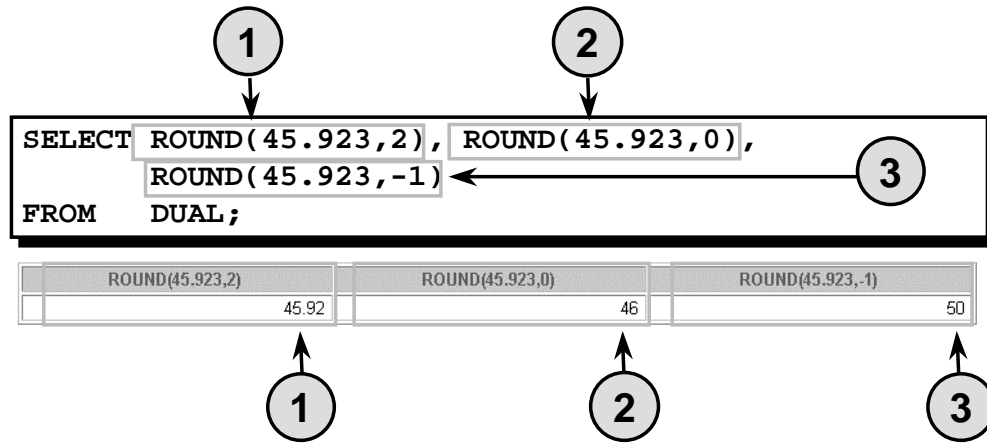 1 2
SELECT ROUND(45.923,2), ROUND(45.923,0),
ROUND(45.923,-1) 3
FROM DUAL;
ROUND(45.923,2) ROUND(45.923,0) ROUND(45.923,-1)
45.92 46 50
1 2 3